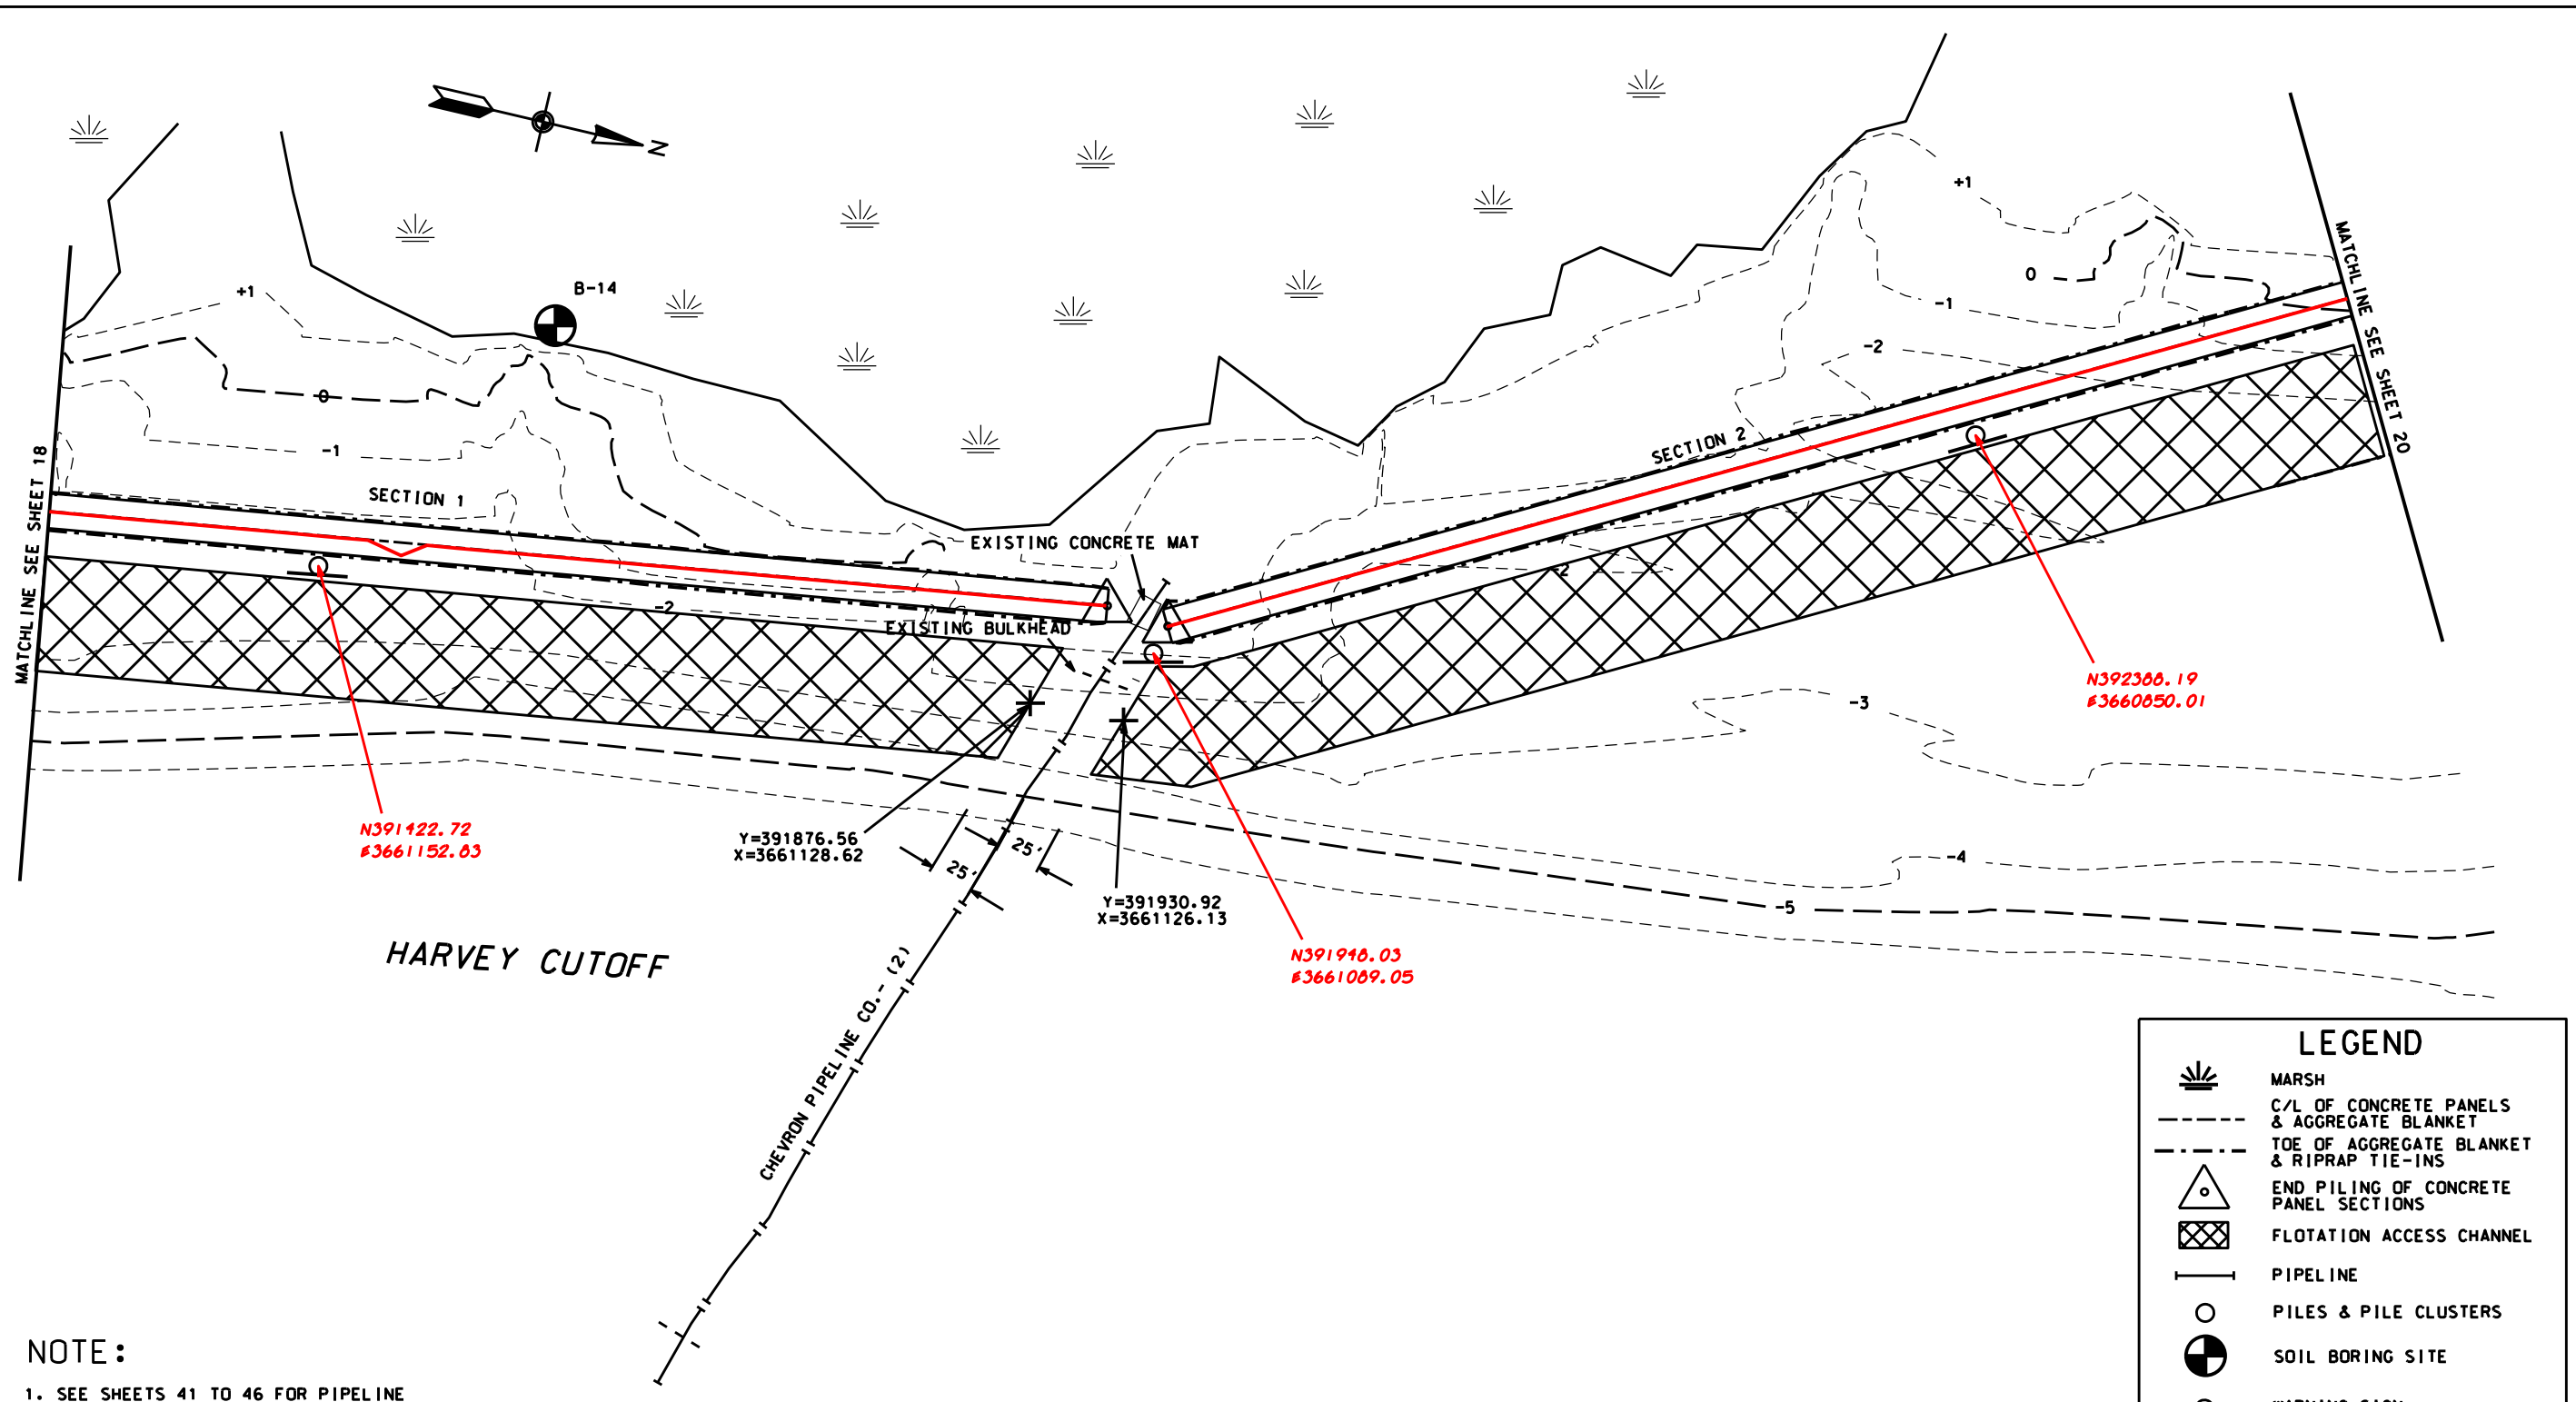 N
B-14
+1
0
-1
MATCHLINE SEE SHEET 18
SECTION 1
-2
EXISTING CONCRETE MAT
EXISTING BULKHEAD
SECTION 2
+1
0
-1
-2
-2
MATCHLINE SEE SHEET 20
-3
-4
-5
N391422.72
E3661152.83
Y=391876.56
X=3661128.62
25'
25'
Y=391930.92
X=3661126.13
N391948.03
E3661089.05
N392388.19
E3660850.01
HARVEY CUTOFF
CHEVRON PIPELINE CO.- (2)
NOTE:
1. SEE SHEETS 41 TO 46 FOR PIPELINE
LEGEND
MARSH
C/L OF CONCRETE PANELS
& AGGREGATE BLANKET
TOE OF AGGREGATE BLANKET
& RIPRAP TIE-INS
END PILING OF CONCRETE
PANEL SECTIONS
FLOTATION ACCESS CHANNEL
PIPELINE
PILES & PILE CLUSTERS
SOIL BORING SITE